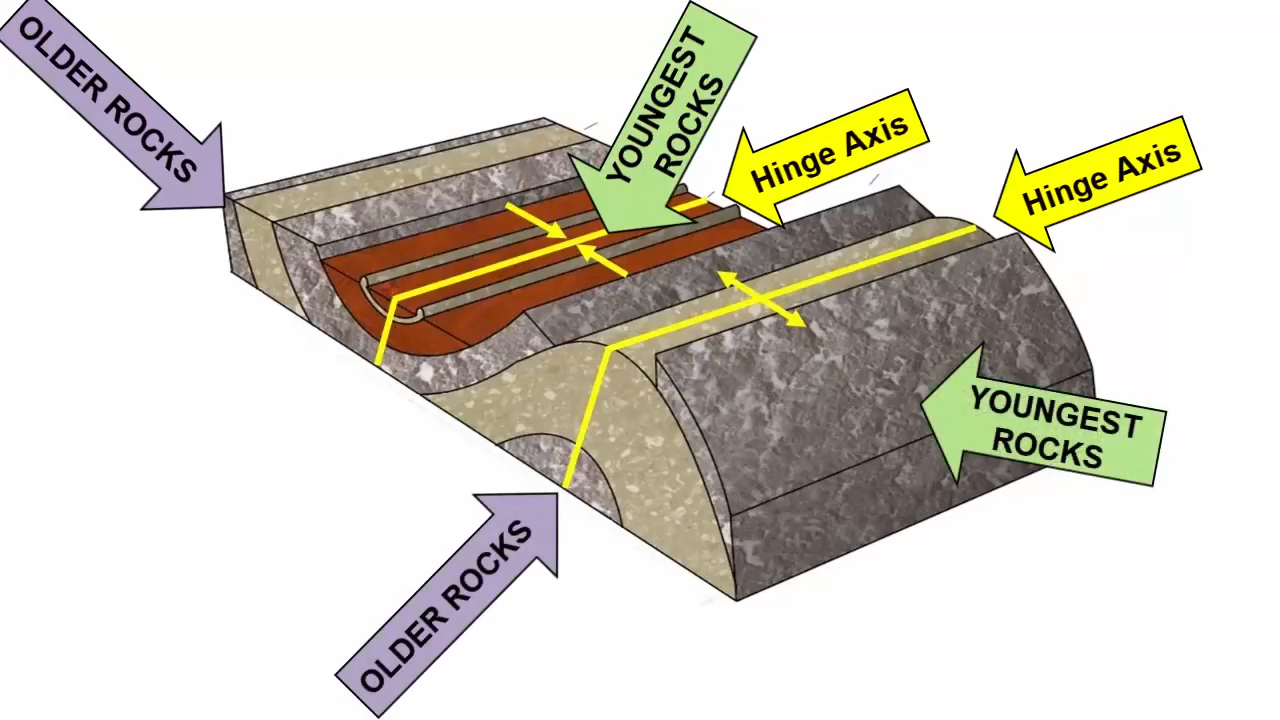 OLDER ROCKS
YOUNGEST
ROCKS
Hinge Axis
Hinge Axis
YOUNGEST
ROCKS
OLDER ROCKS